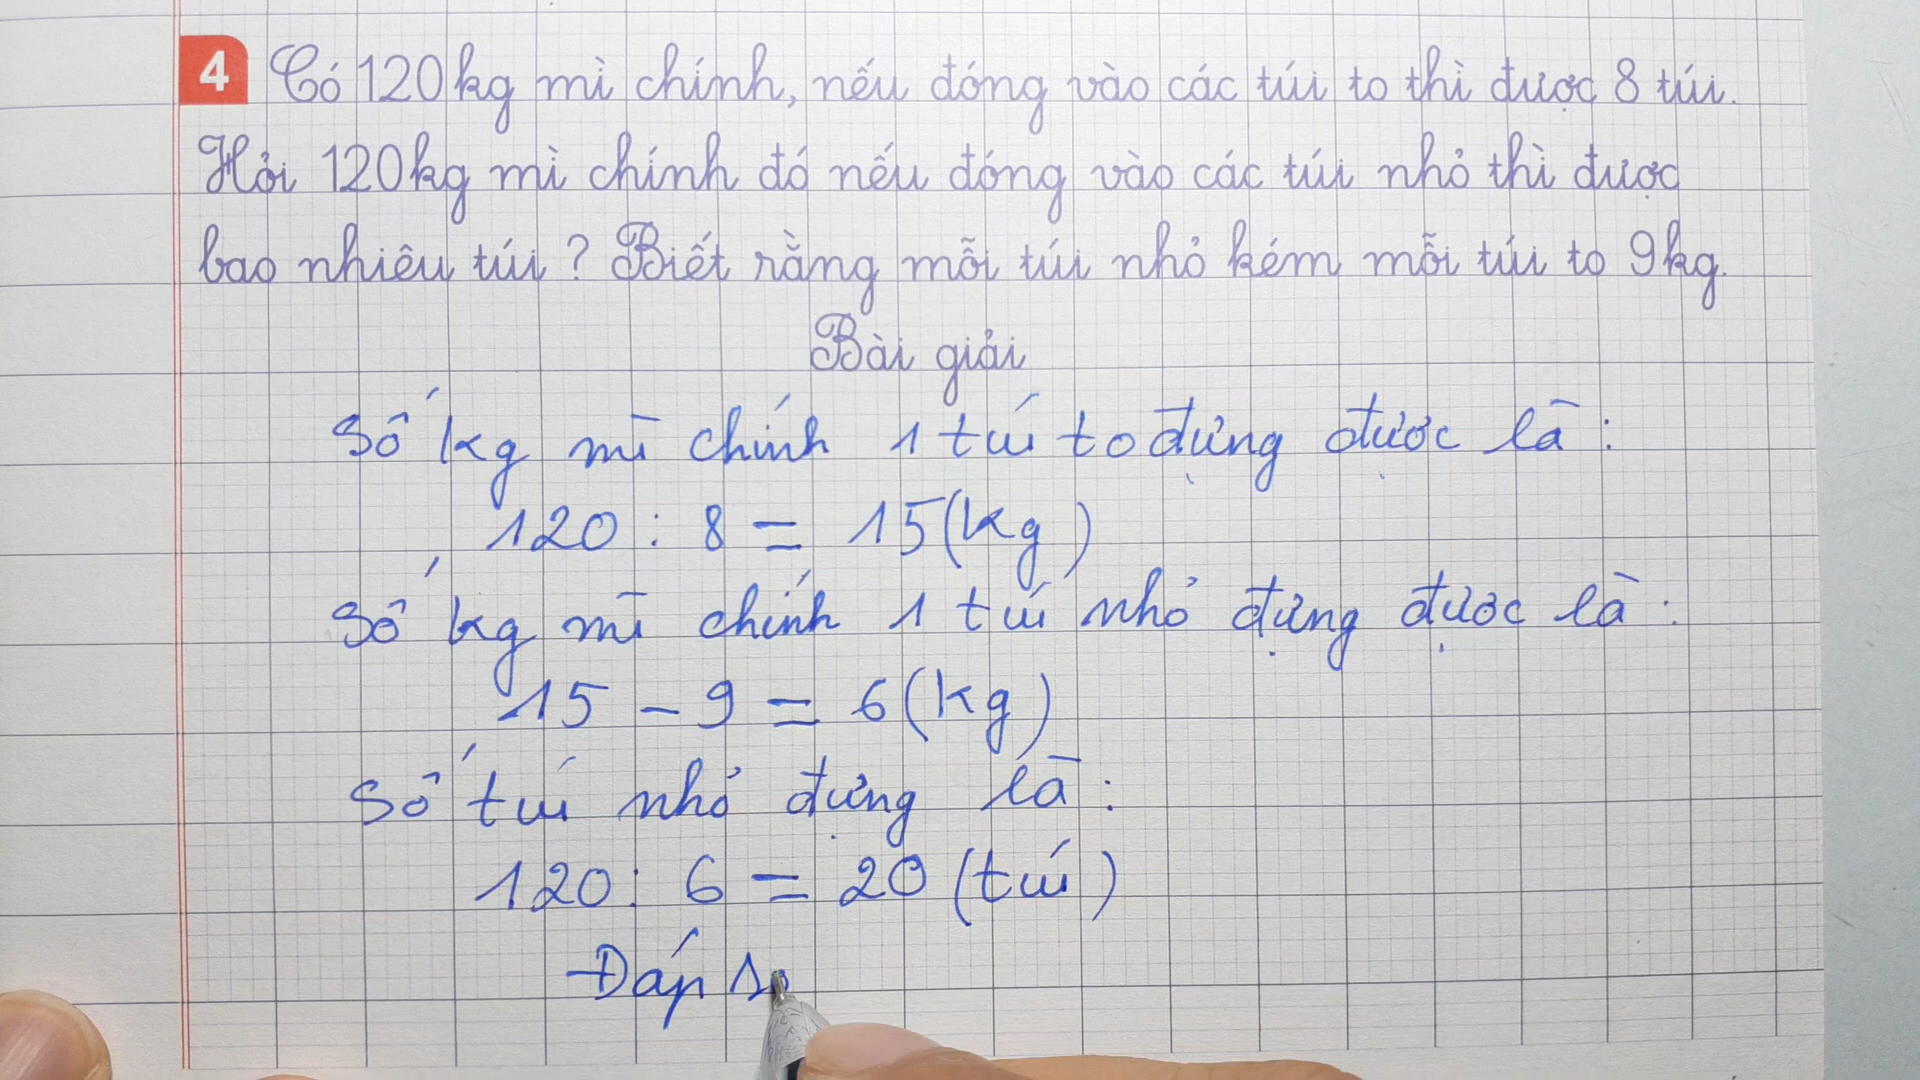 4 Có 120kg mì chính, nếu đóng vào các túi to thì được 8 túi.
Hỏi 120kg mì chính đó nếu đóng vào các túi nhỏ thì được
bao nhiêu túi? Biết rằng mỗi túi nhỏ kém mỗi túi to 9kg.
Bài giải
Số kg mì chính 1 túi to đựng được là:
120 : 8 = 15(kg)
Số kg mì chính 1 túi nhỏ đựng được là:
15 - 9 = 6(kg)
Số túi nhỏ đựng là:
120 : 6 = 20 (túi)
Đáp